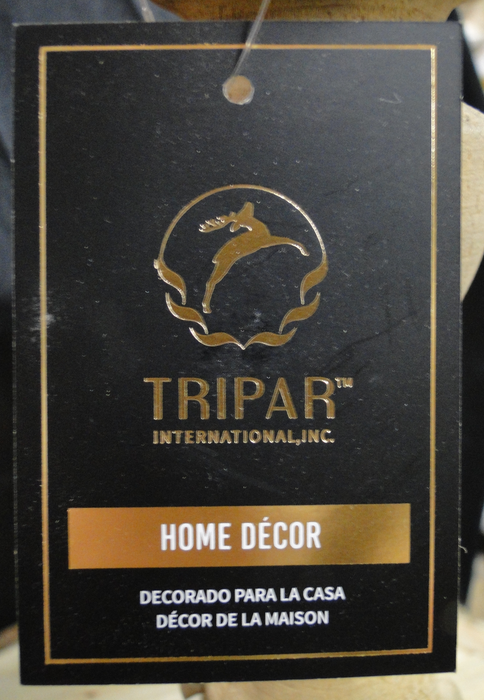 TRIPAR™
INTERNATIONAL,INC.
HOME DÉCOR
DECORADO PARA LA CASA
DÉCOR DE LA MAISON